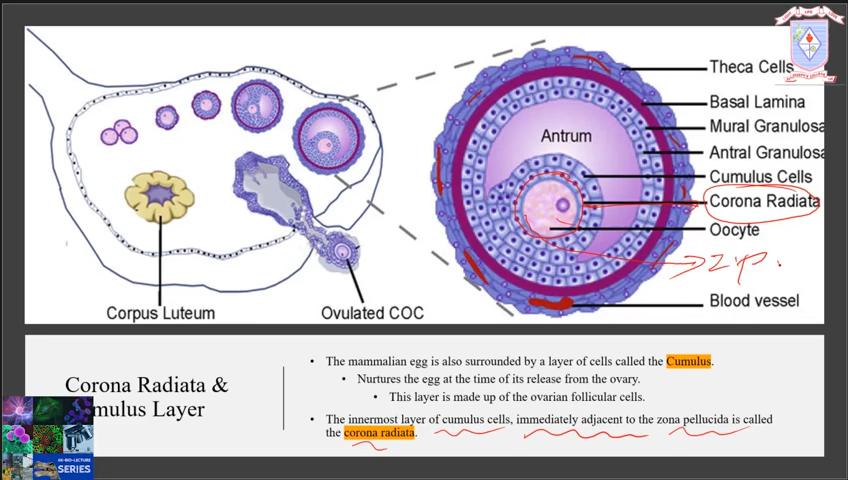 Theca Cells
Basal Lamina
Mural Granulosa
Antrum
Antral Granulosa
Cumulus Cells
Corona Radiata
Oocyte
z.p.
Blood vessel
Corpus Luteum
Ovulated COC
Corona Radiata &
mulus Layer
• The mammalian egg is also surrounded by a layer of cells called the Cumulus.
• Nurtures the egg at the time of its release from the ovary.
• This layer is made up of the ovarian follicular cells.
• The innermost layer of cumulus cells, immediately adjacent to the zona pellucida is called
the corona radiata.
SERIES